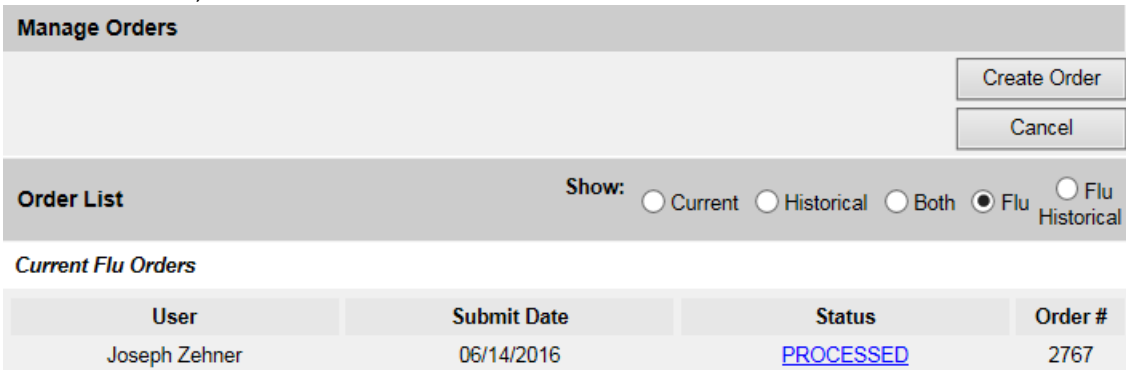 Manage Orders
Create Order
Cancel
Order List Show: Current Historical Both Flu Flu Historical
Current Flu Orders
User Submit Date Status Order #
Joseph Zehner 06/14/2016 PROCESSED 2767